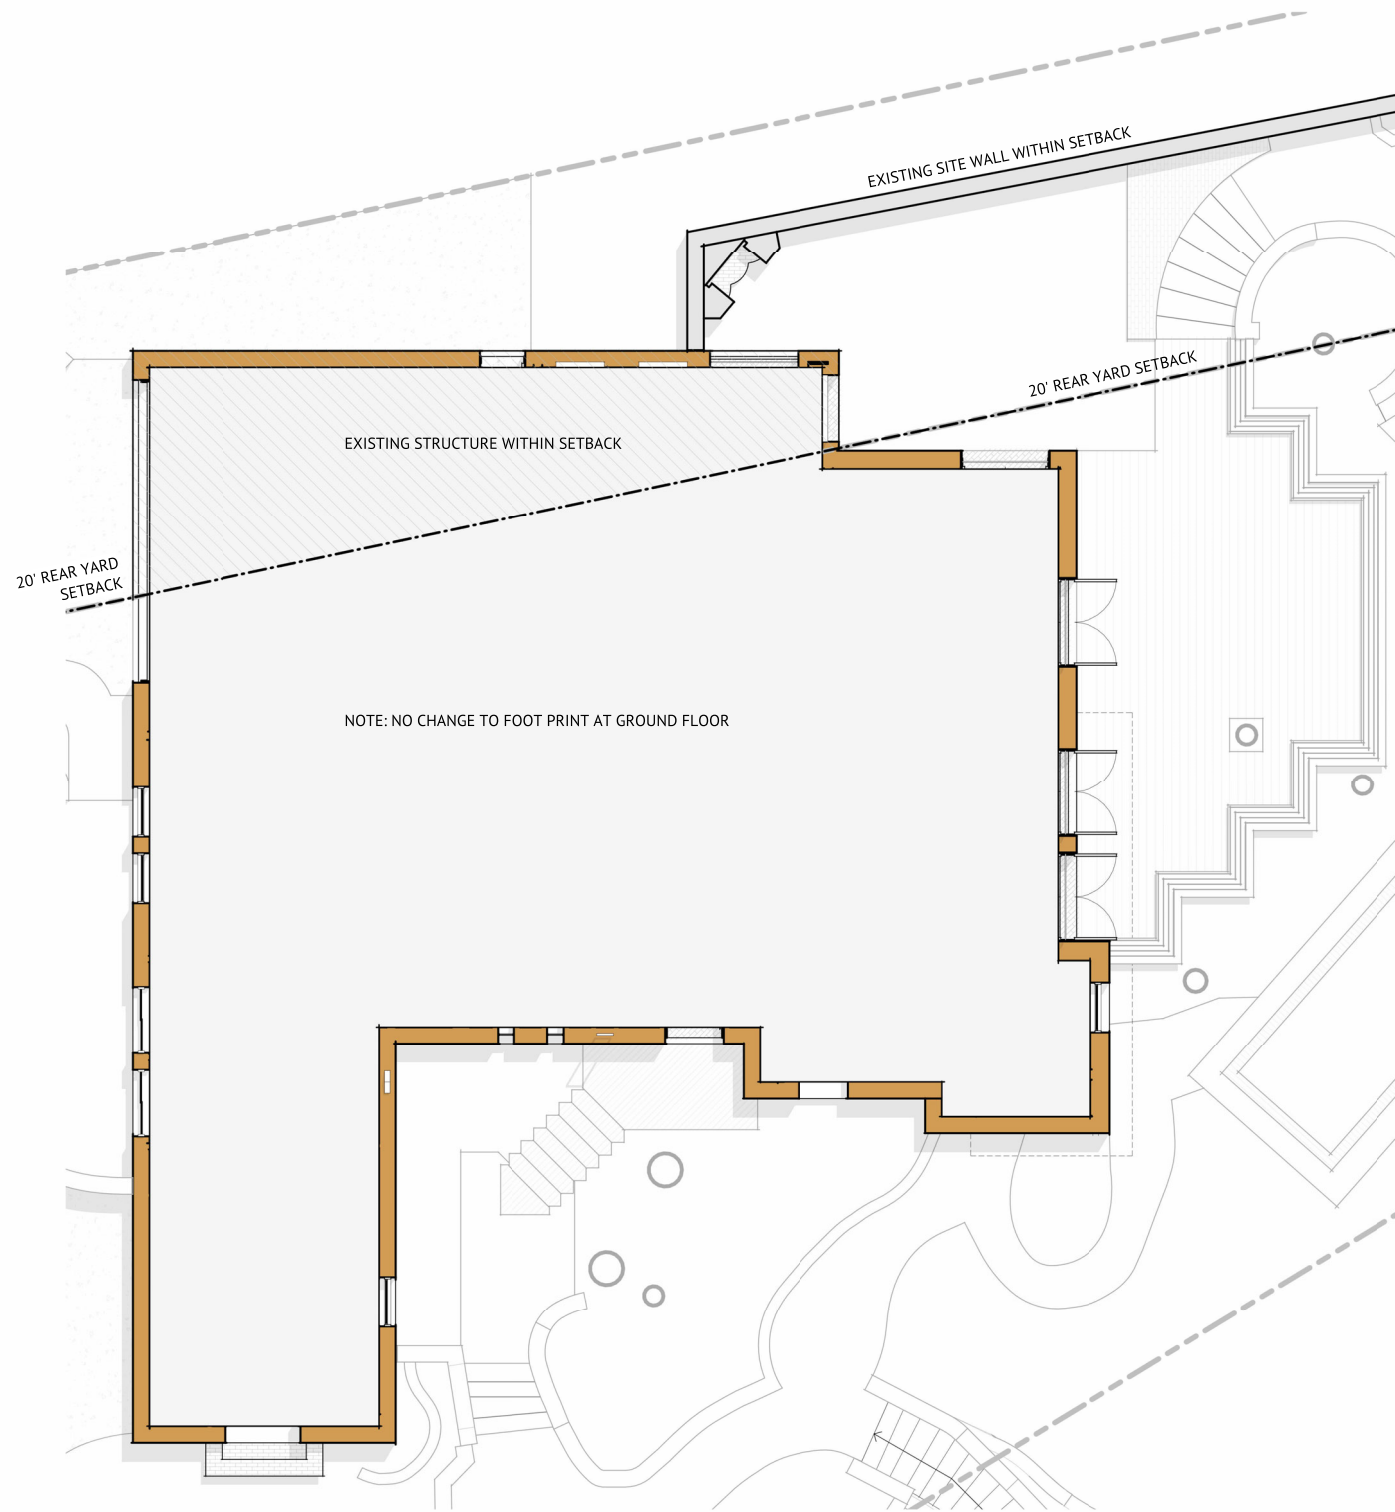 EXISTING SITE WALL WITHIN SETBACK
20' REAR YARD SETBACK
EXISTING STRUCTURE WITHIN SETBACK
20' REAR YARD
SETBACK
NOTE: NO CHANGE TO FOOT PRINT AT GROUND FLOOR